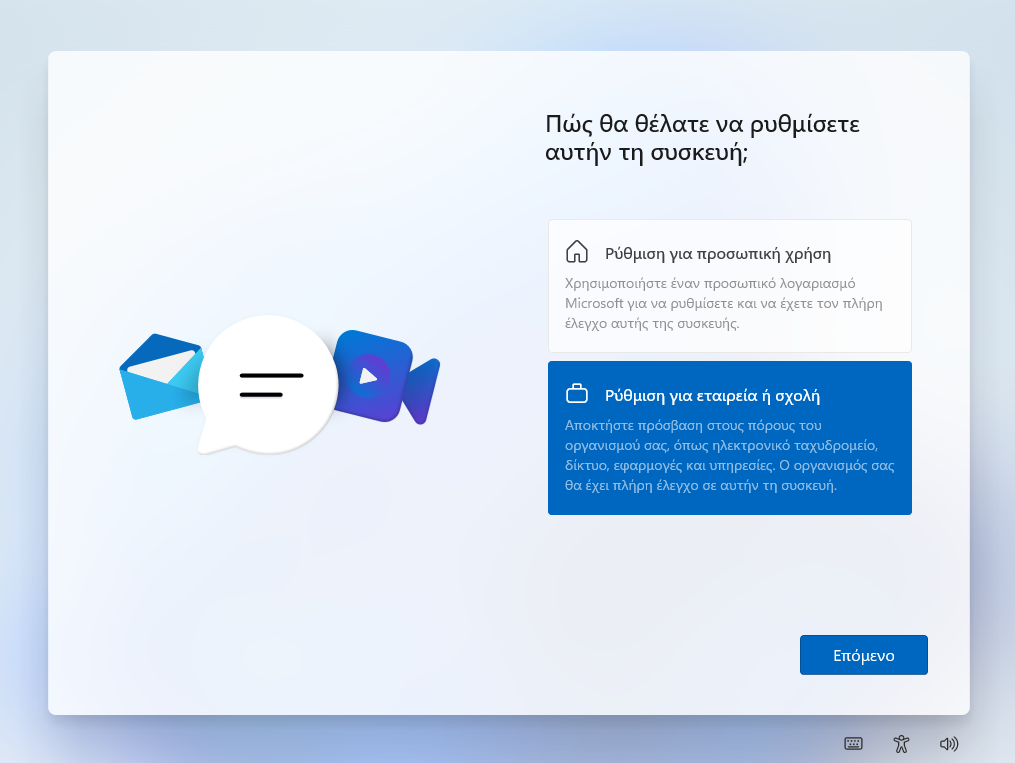 Πώς θα θέλατε να ρυθμίσετε
αυτήν τη συσκευή;
Ρύθμιση για προσωπική χρήση
Χρησιμοποιήστε έναν προσωπικό λογαριασμό
Microsoft για να ρυθμίσετε και να έχετε τον πλήρη
έλεγχο αυτής της συσκευής.
Ρύθμιση για εταιρεία ή σχολή
Αποκτήστε πρόσβαση στους πόρους του
οργανισμού σας, όπως ηλεκτρονικό ταχυδρομείο,
δίκτυο, εφαρμογές και υπηρεσίες. Ο οργανισμός σας
θα έχει πλήρη έλεγχο σε αυτήν τη συσκευή.
Επόμενο